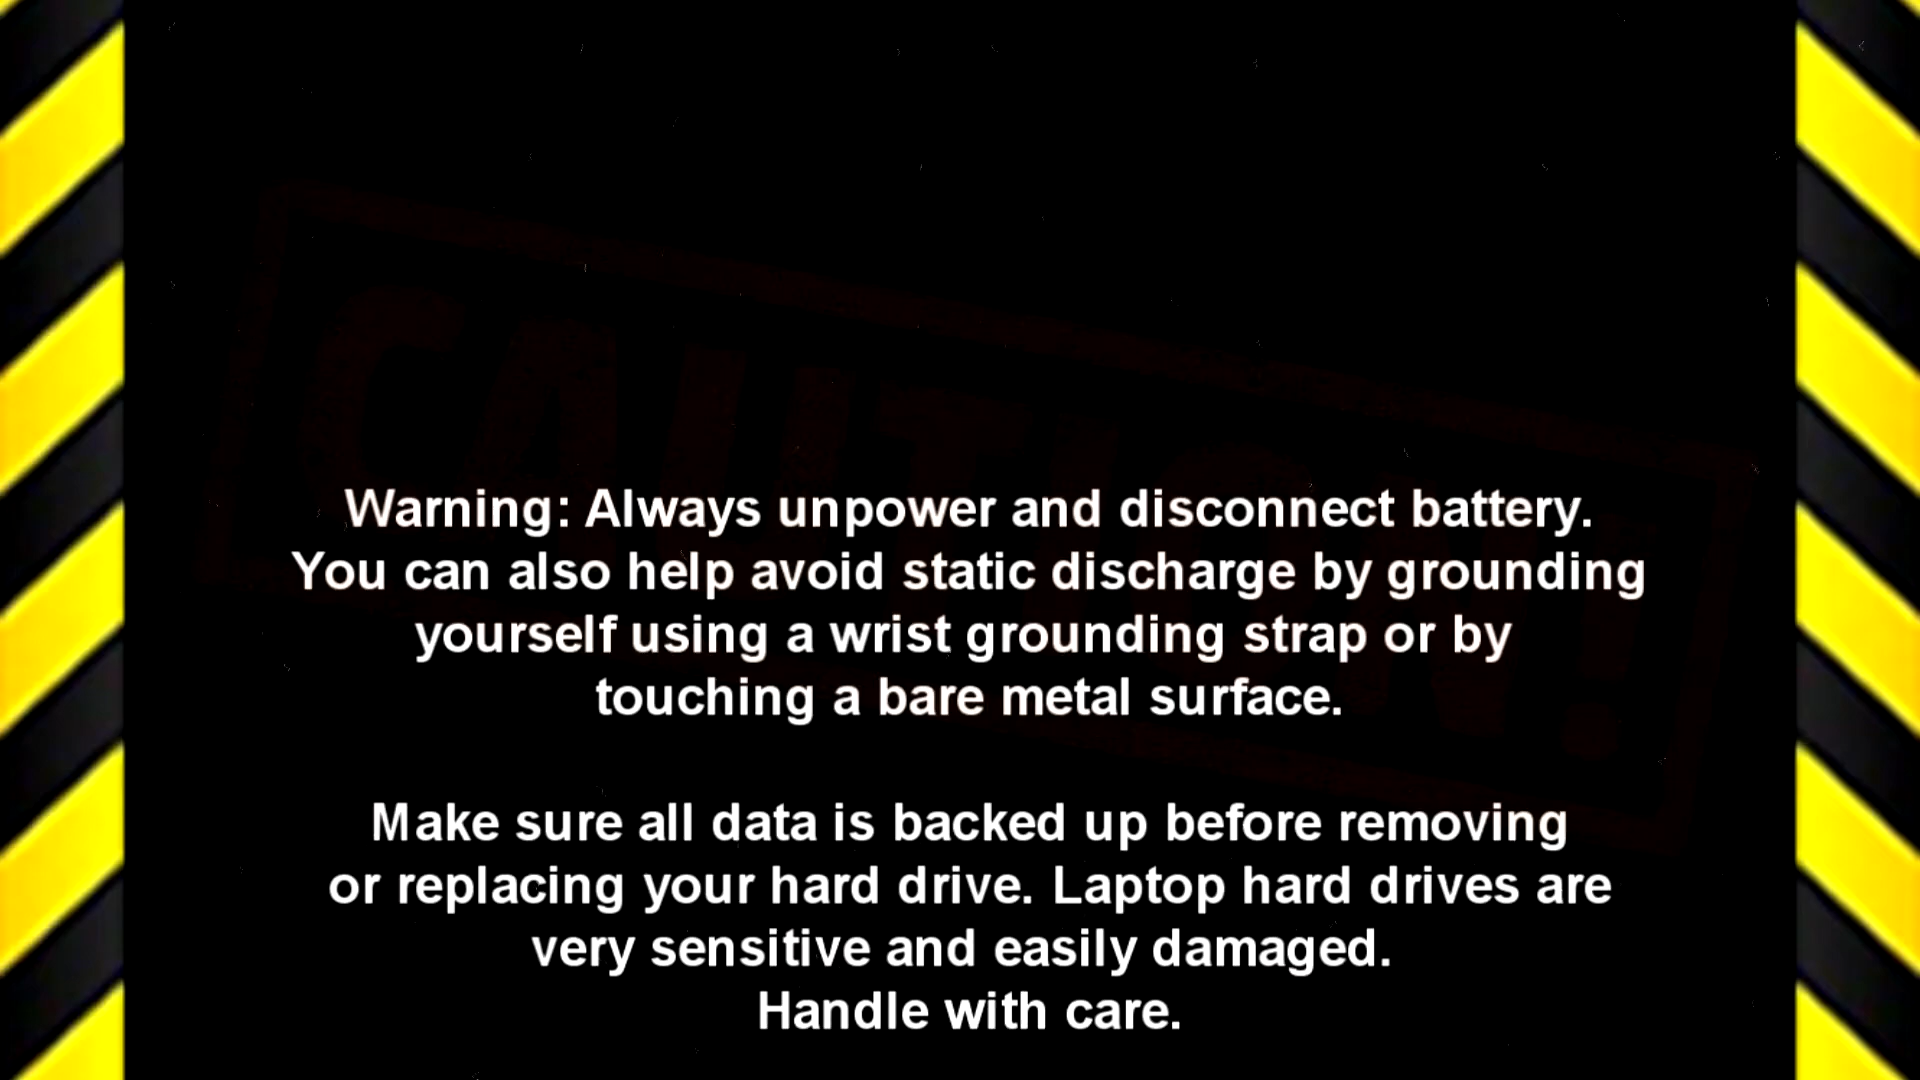 CAUTION!
Warning: Always unpower and disconnect battery.
You can also help avoid static discharge by grounding
yourself using a wrist grounding strap or by
touching a bare metal surface.
Make sure all data is backed up before removing
or replacing your hard drive. Laptop hard drives are
very sensitive and easily damaged.
Handle with care.